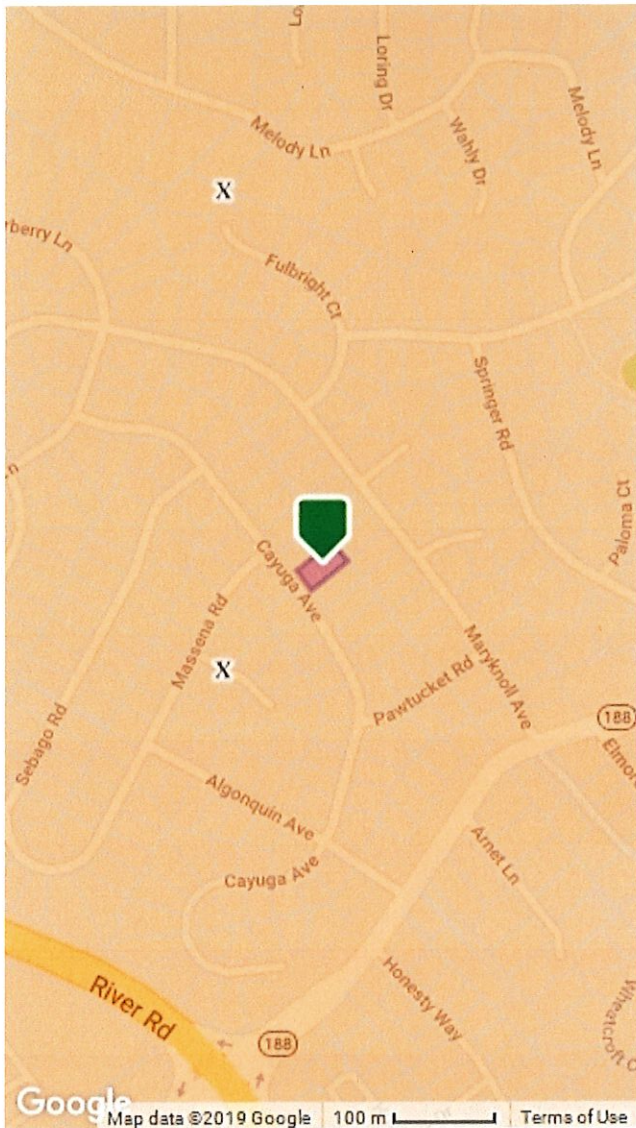 Loring Dr
Melody Ln
Wahly Dr
Melody Ln
X
Fulbright Ct
Springer Rd
Paloma Ct
Cayuga Ave
Massena Rd
X
Maryknoll Ave
Pawtucket Rd
188
Sebago Rd
Algonquin Ave
Arnet Ln
Cayuga Ave
River Rd
188
Honesty Way
Google
Map data ©2019 Google
100 m
Terms of Use